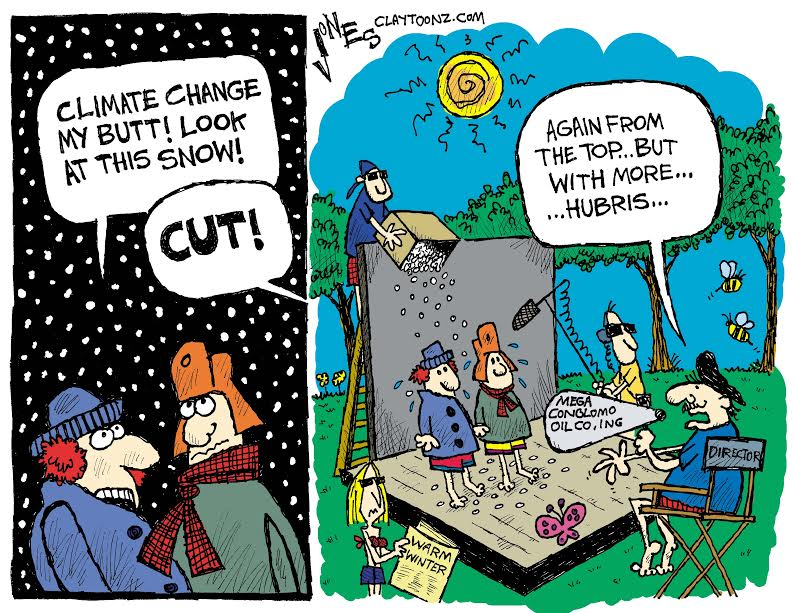 CLIMATE CHANGE
MY BUTT! LOOK
AT THIS SNOW!
CUT!
JONES
CLAYTOONZ.COM
AGAIN FROM
THE TOP...BUT
WITH MORE...
...HUBRIS...
MEGA
CONGLOMO
OIL CO., ING
DIRECTOR
WARM
WINTER